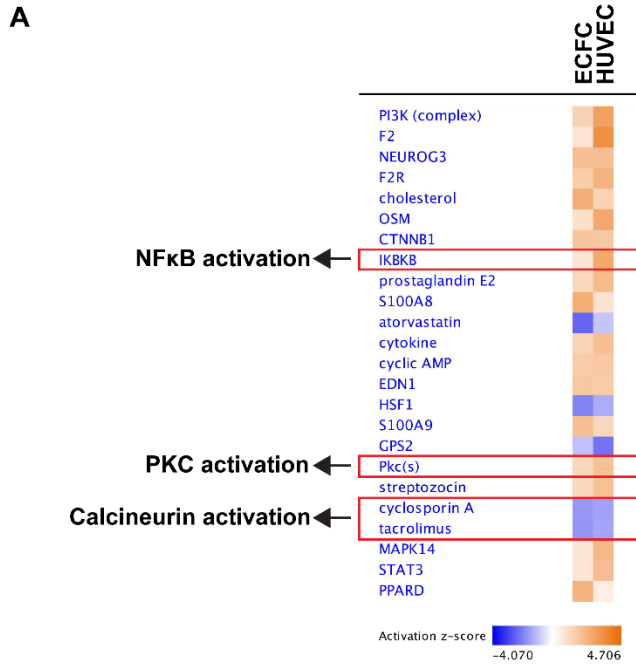 A
ECFC
HUVEC
PI3K (complex)
F2
NEUROG3
F2R
cholesterol
OSM
CTNNB1
NFκB activation
IKBKB
prostaglandin E2
S100A8
atorvastatin
cytokine
cyclic AMP
EDN1
HSF1
S100A9
GPS2
PKC activation
Pkc(s)
streptozocin
Calcineurin activation
cyclosporin A
tacrolimus
MAPK14
STAT3
PPARD
Activation z-score
-4.070 4.706